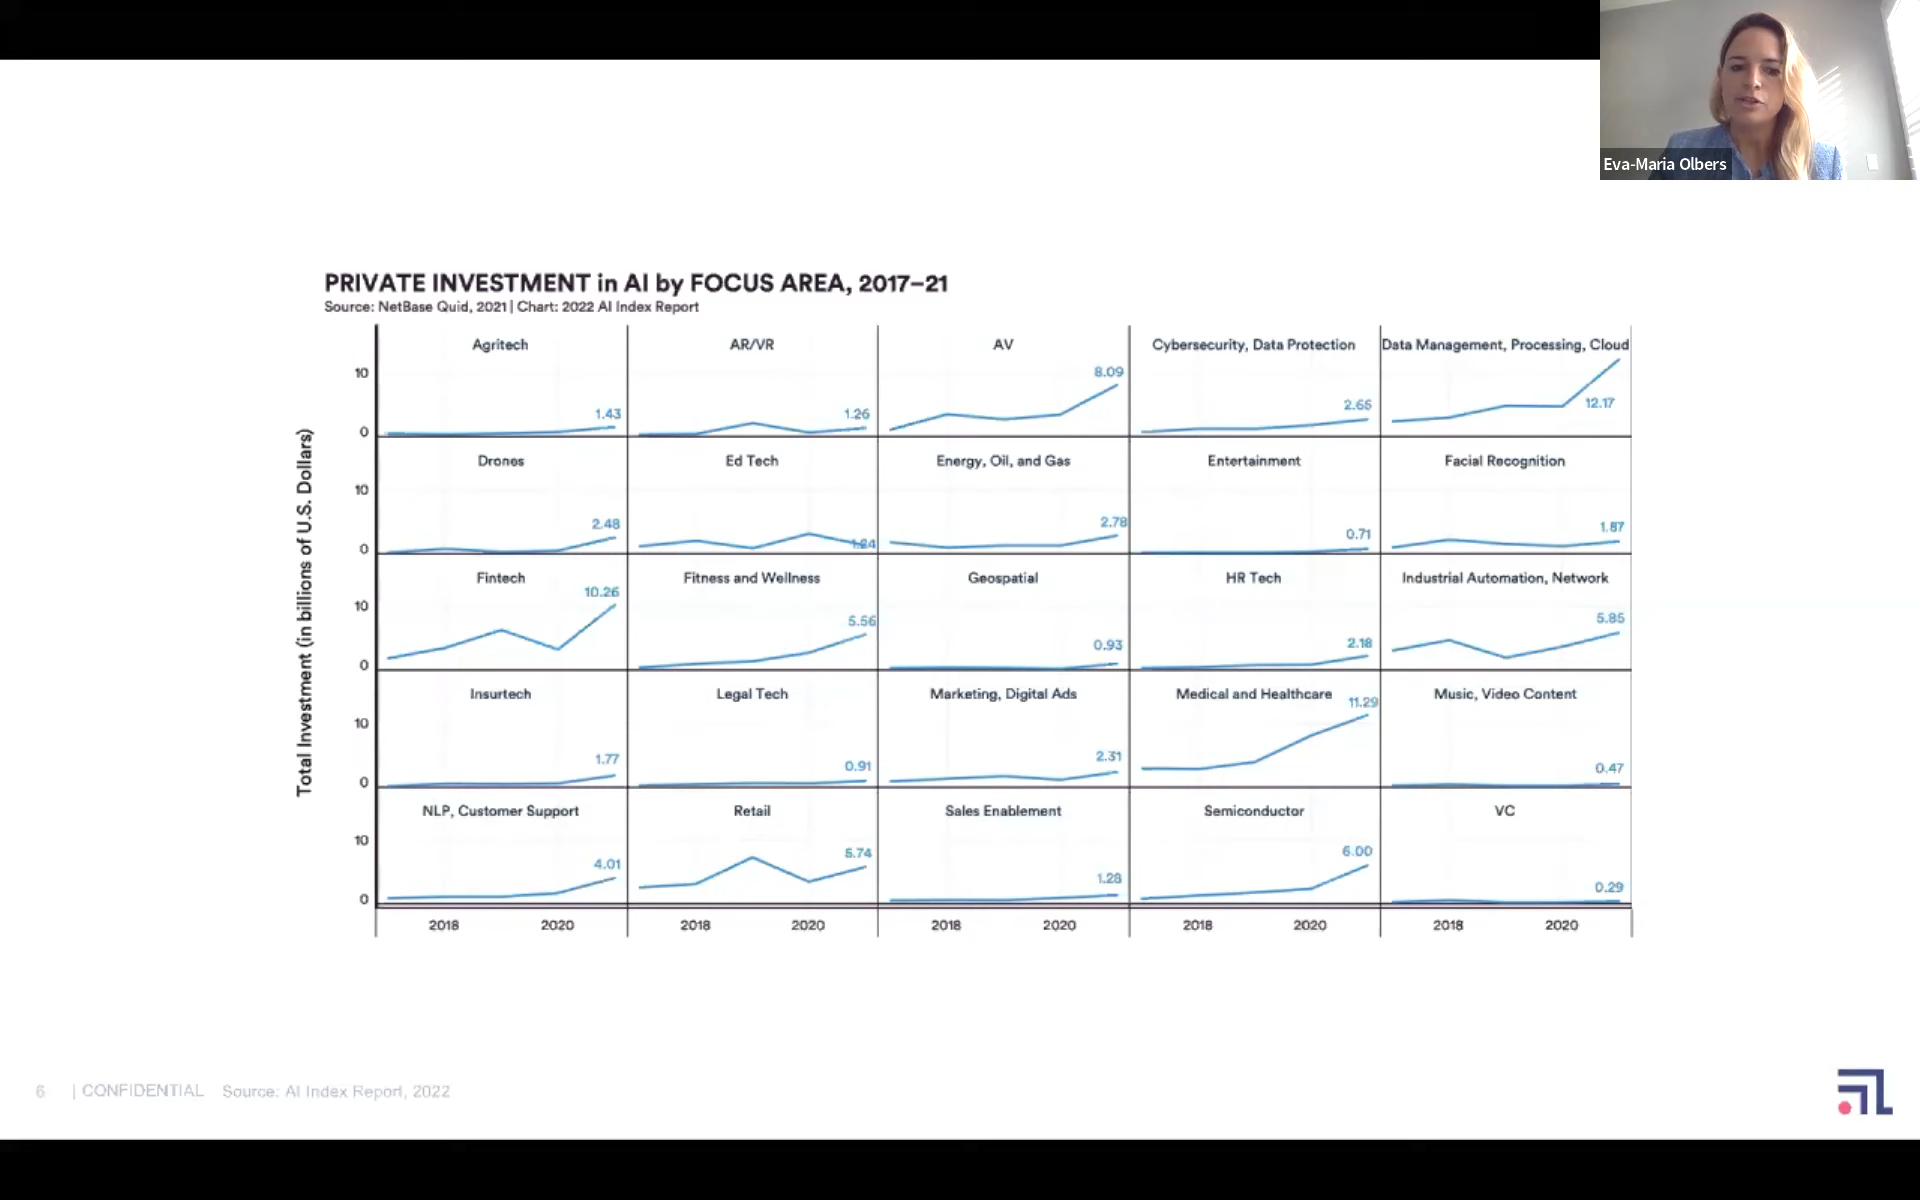 Eva-Maria Olbers
PRIVATE INVESTMENT in AI by FOCUS AREA, 2017–21
Source: NetBase Quid, 2021 | Chart: 2022 AI Index Report
Total Investment (in billions of U.S. Dollars)
Agritech
AR/VR
AV
Cybersecurity, Data Protection
Data Management, Processing, Cloud
10
0
1.43
1.26
8.09
2.65
12.17
Drones
Ed Tech
Energy, Oil, and Gas
Entertainment
Facial Recognition
10
0
2.48
1.24
2.78
0.71
1.87
Fintech
Fitness and Wellness
Geospatial
HR Tech
Industrial Automation, Network
10
0
10.26
5.56
0.93
2.18
5.85
Insurtech
Legal Tech
Marketing, Digital Ads
Medical and Healthcare
Music, Video Content
10
0
1.77
0.91
2.31
11.29
0.47
NLP, Customer Support
Retail
Sales Enablement
Semiconductor
VC
10
0
4.01
5.74
1.28
6.00
0.29
2018 2020
2018 2020
2018 2020
2018 2020
2018 2020
6 | CONFIDENTIAL Source: AI Index Report, 2022